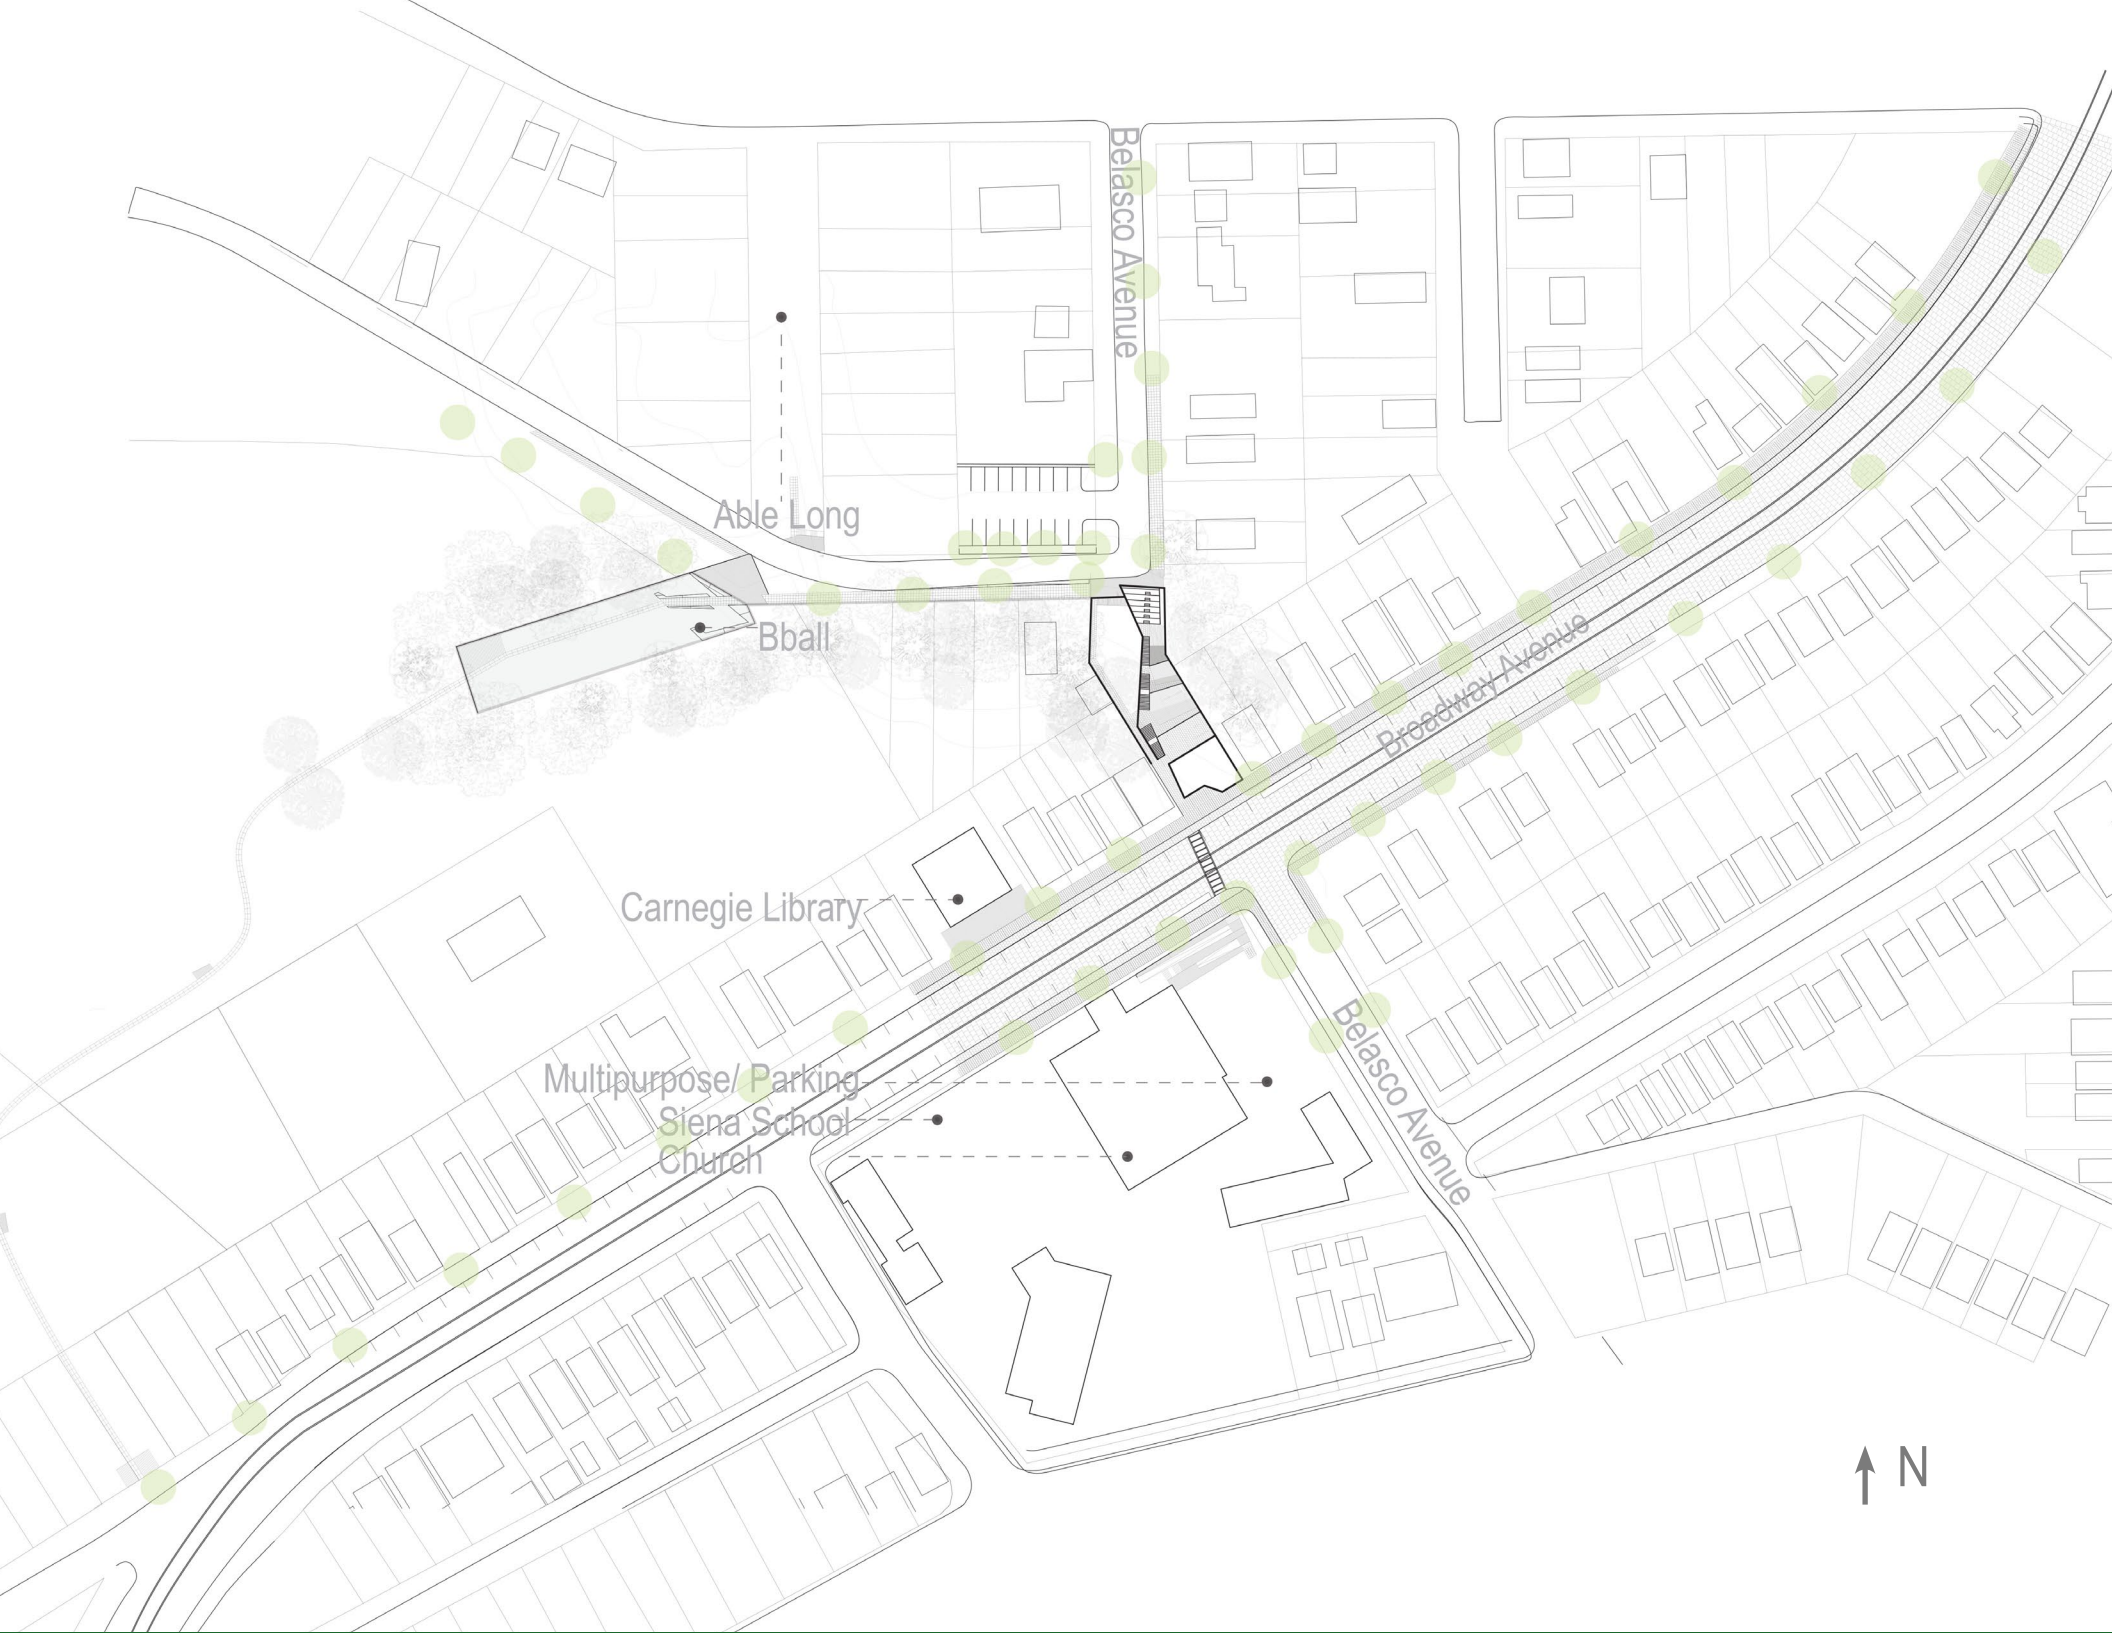 Belasco Avenue
Able Long
Bball
Broadway Avenue
Carnegie Library
Belasco Avenue
Multipurpose/ Parking
Siena School
Church
N